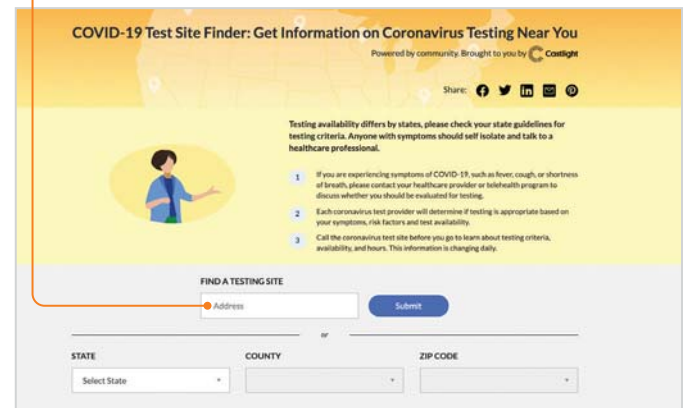 COVID-19 Test Site Finder: Get Information on Coronavirus Testing Near You
Powered by community. Brought to you by Castlight
Share:
Testing availability differs by states, please check your state guidelines for
testing criteria. Anyone with symptoms should self isolate and talk to a
healthcare professional.
1 If you are experiencing symptoms of COVID-19, such as fever, cough, or shortness
of breath, please contact your healthcare provider or telehealth program to
discuss whether you should be evaluated for testing.
2 Each coronavirus test provider will determine if testing is appropriate based on
your symptoms, risk factors and test availability.
3 Call the coronavirus test site before you go to learn about testing criteria,
availability, and hours. This information is changing daily.
FIND A TESTING SITE
Address Submit
or
STATE COUNTY ZIP CODE
Select State